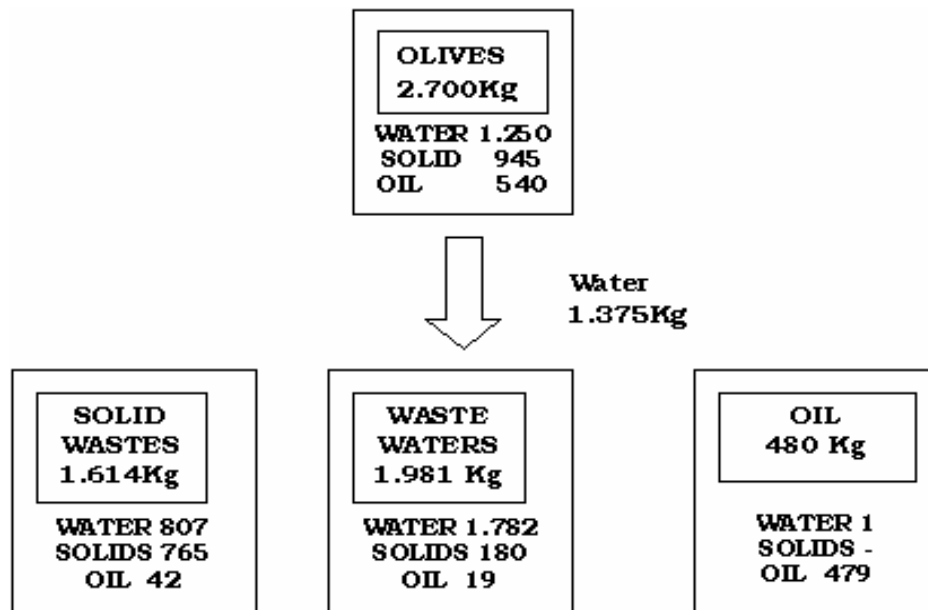 OLIVES
2.700Kg
WATER 1.250
SOLID 945
OIL 540
Water
1.375Kg
SOLID
WASTES
1.614Kg
WATER 807
SOLIDS 765
OIL 42
WASTE
WATERS
1.981 Kg
WATER 1.782
SOLIDS 180
OIL 19
OIL
480 Kg
WATER 1
SOLIDS -
OIL 479